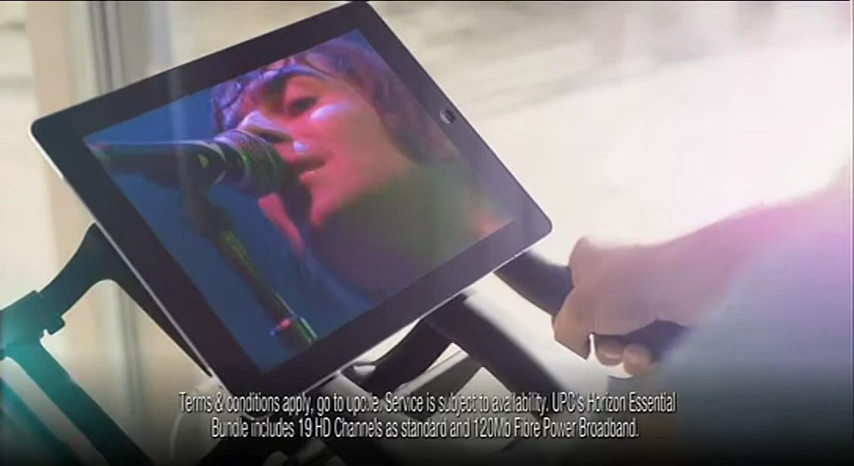 Terms & conditions apply, go to upc.ie. Service is subject to availability. UPC's Horizon Essential
Bundle includes 19 HD Channels as standard and 120Mb Fibre Power Broadband.